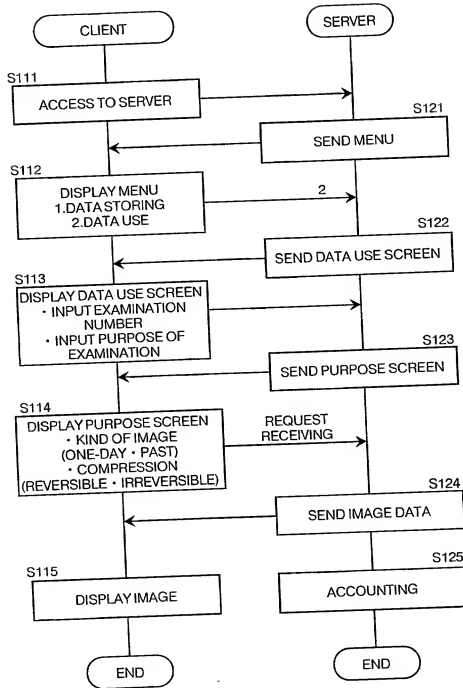 CLIENT
SERVER
S111
ACCESS TO SERVER
S121
SEND MENU
S112
DISPLAY MENU
1.DATA STORING
2.DATA USE
2
S122
SEND DATA USE SCREEN
S113
DISPLAY DATA USE SCREEN
・INPUT EXAMINATION
NUMBER
・INPUT PURPOSE OF
EXAMINATION
S123
SEND PURPOSE SCREEN
S114
DISPLAY PURPOSE SCREEN
・KIND OF IMAGE
(ONE-DAY・PAST)
・COMPRESSION
(REVERSIBLE・IRREVERSIBLE)
REQUEST
RECEIVING
S124
SEND IMAGE DATA
S125
ACCOUNTING
S115
DISPLAY IMAGE
END
END